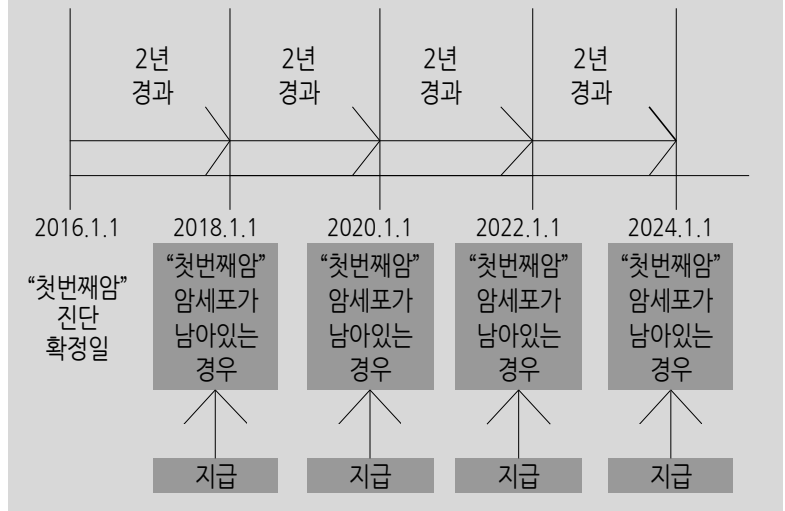 2년
경과
2년
경과
2년
경과
2년
경과
2016.1.1
2018.1.1
2020.1.1
2022.1.1
2024.1.1
“첫번째암”
진단
확정일
“첫번째암”
암세포가
남아있는
경우
“첫번째암”
암세포가
남아있는
경우
“첫번째암”
암세포가
남아있는
경우
“첫번째암”
암세포가
남아있는
경우
지급
지급
지급
지급